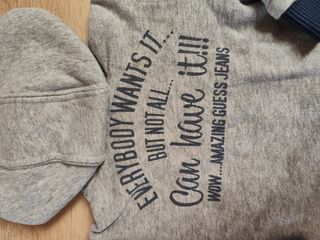 EVERYBODY WANTS IT...
BUT NOT ALL...
Can have it!!!
WOW...AMAZING GUESS JEANS